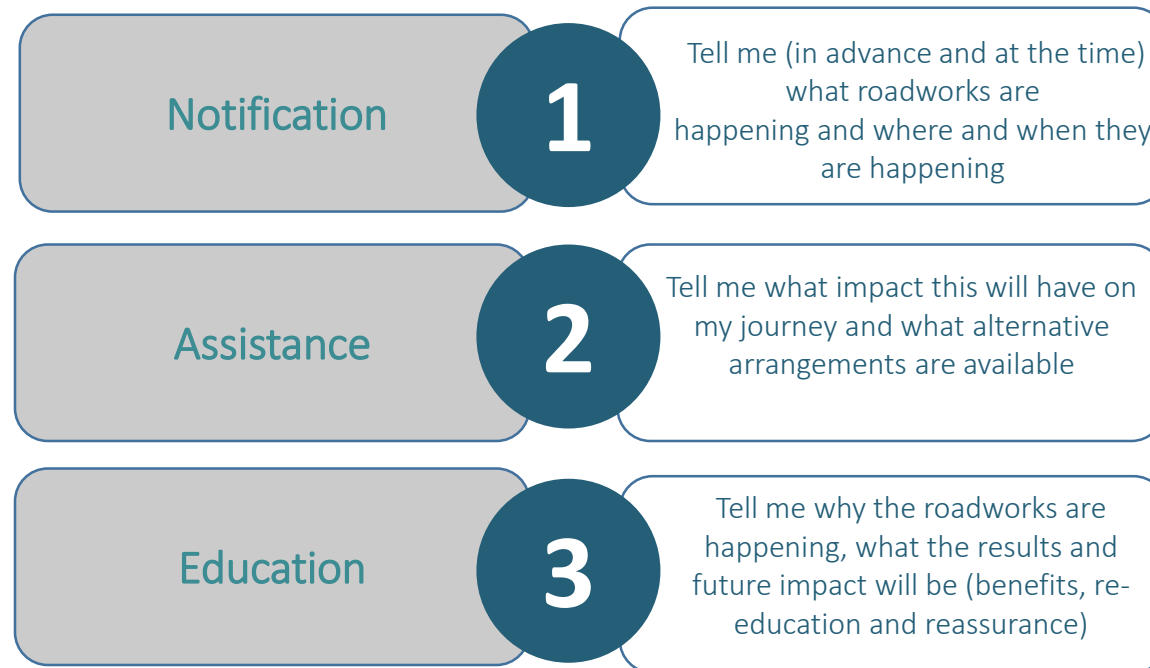 Notification
1
Tell me (in advance and at the time)
what roadworks are
happening and where and when they
are happening
Assistance
2
Tell me what impact this will have on
my journey and what alternative
arrangements are available
Education
3
Tell me why the roadworks are
happening, what the results and
future impact will be (benefits, re-
education and reassurance)